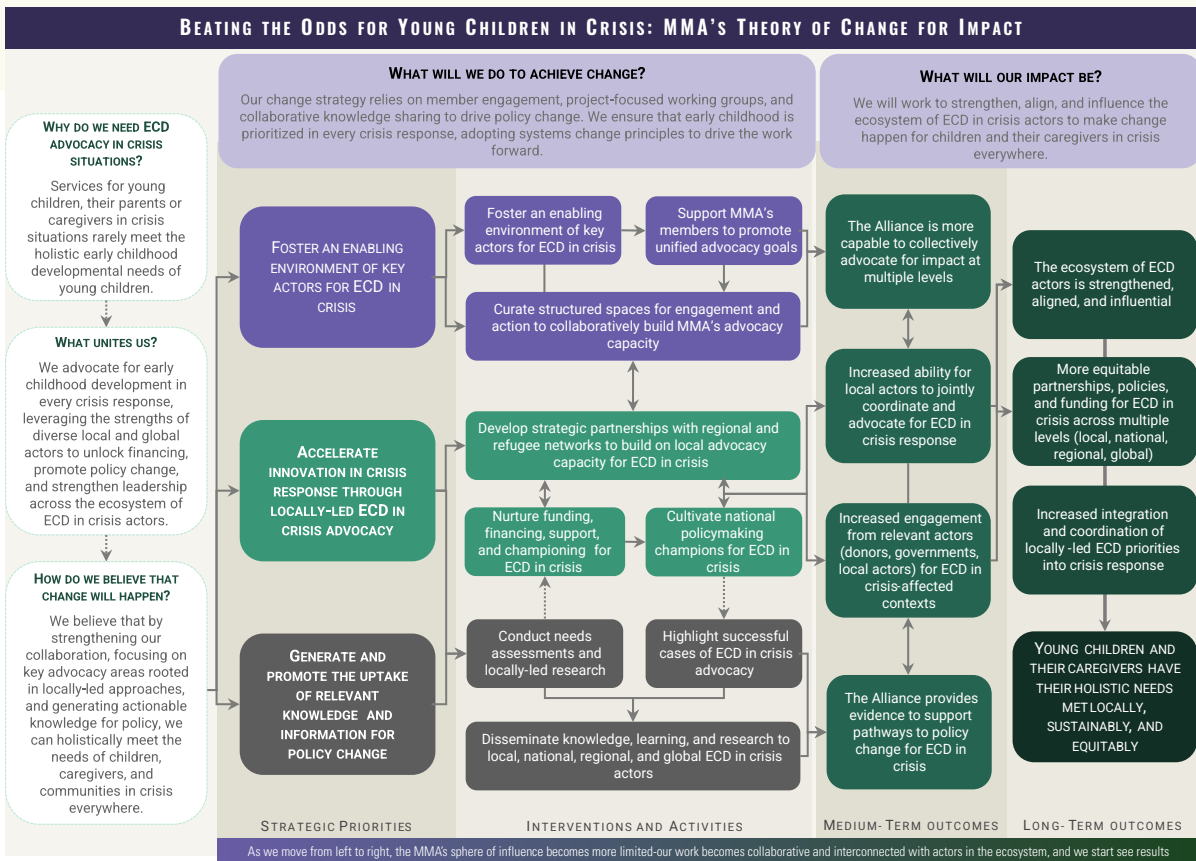 BEATING THE ODDS FOR YOUNG CHILDREN IN CRISIS: MMA'S THEORY OF CHANGE FOR IMPACT
WHY DO WE NEED ECD
ADVOCACY IN CRISIS
SITUATIONS?
Services for young
children, their parents or
caregivers in crisis
situations rarely meet the
holistic early childhood
developmental needs of
young children.
WHAT UNITES US?
We advocate for early
childhood development in
every crisis response,
leveraging the strengths of
diverse local and global
actors to unlock financing,
promote policy change,
and strengthen leadership
across the ecosystem of
ECD in crisis actors.
HOW DO WE BELIEVE THAT
CHANGE WILL HAPPEN?
We believe that by
strengthening our
collaboration, focusing on
key advocacy areas rooted
in locally-led approaches,
and generating actionable
knowledge for policy, we
can holistically meet the
needs of children,
caregivers, and
communities in crisis
everywhere.
WHAT WILL WE DO TO ACHIEVE CHANGE?
Our change strategy relies on member engagement, project-focused working groups, and
collaborative knowledge sharing to drive policy change. We ensure that early childhood is
prioritized in every crisis response, adopting systems change principles to drive the work
forward.
FOSTER AN ENABLING
ENVIRONMENT OF KEY
ACTORS FOR ECD IN
CRISIS
ACCELERATE
INNOVATION IN CRISIS
RESPONSE THROUGH
LOCALLY-LED ECD IN
CRISIS ADVOCACY
GENERATE AND
PROMOTE THE UPTAKE
OF RELEVANT
KNOWLEDGE AND
INFORMATION FOR
POLICY CHANGE
STRATEGIC PRIORITIES
Foster an enabling
environment of key
actors for ECD in crisis
Support MMA's
members to promote
unified advocacy goals
Curate structured spaces for engagement and
action to collaboratively build MMA's advocacy
capacity
Develop strategic partnerships with regional and
refugee networks to build on local advocacy
capacity for ECD in crisis
Nurture funding,
financing, support,
and championing for
ECD in crisis
Cultivate national
policymaking
champions for ECD in
crisis
Conduct needs
assessments and
locally-led research
Highlight successful
cases of ECD in crisis
advocacy
Disseminate knowledge, learning, and research to
local, national, regional, and global ECD in crisis
actors
INTERVENTIONS AND ACTIVITIES
WHAT WILL OUR IMPACT BE?
We will work to strengthen, align, and influence the
ecosystem of ECD in crisis actors to make change
happen for children and their caregivers in crisis
everywhere.
The Alliance is more
capable to collectively
advocate for impact at
multiple levels
Increased ability for
local actors to jointly
coordinate and
advocate for ECD in
crisis response
Increased engagement
from relevant actors
(donors, governments,
local actors) for ECD in
crisis-affected
contexts
The Alliance provides
evidence to support
pathways to policy
change for ECD in
crisis
MEDIUM- TERM OUTCOMES
The ecosystem of ECD
actors is strengthened,
aligned, and influential
More equitable
partnerships, policies,
and funding for ECD in
crisis across multiple
levels (local, national,
regional, global)
Increased integration
and coordination of
locally -led ECD priorities
into crisis response
YOUNG CHILDREN AND
THEIR CAREGIVERS HAVE
THEIR HOLISTIC NEEDS
MET LOCALLY,
SUSTAINABLY, AND
EQUITABLY
LONG- TERM OUTCOMES
As we move from left to right, the MMA's sphere of influence becomes more limited-our work becomes collaborative and interconnected with actors in the ecosystem, and we start see results